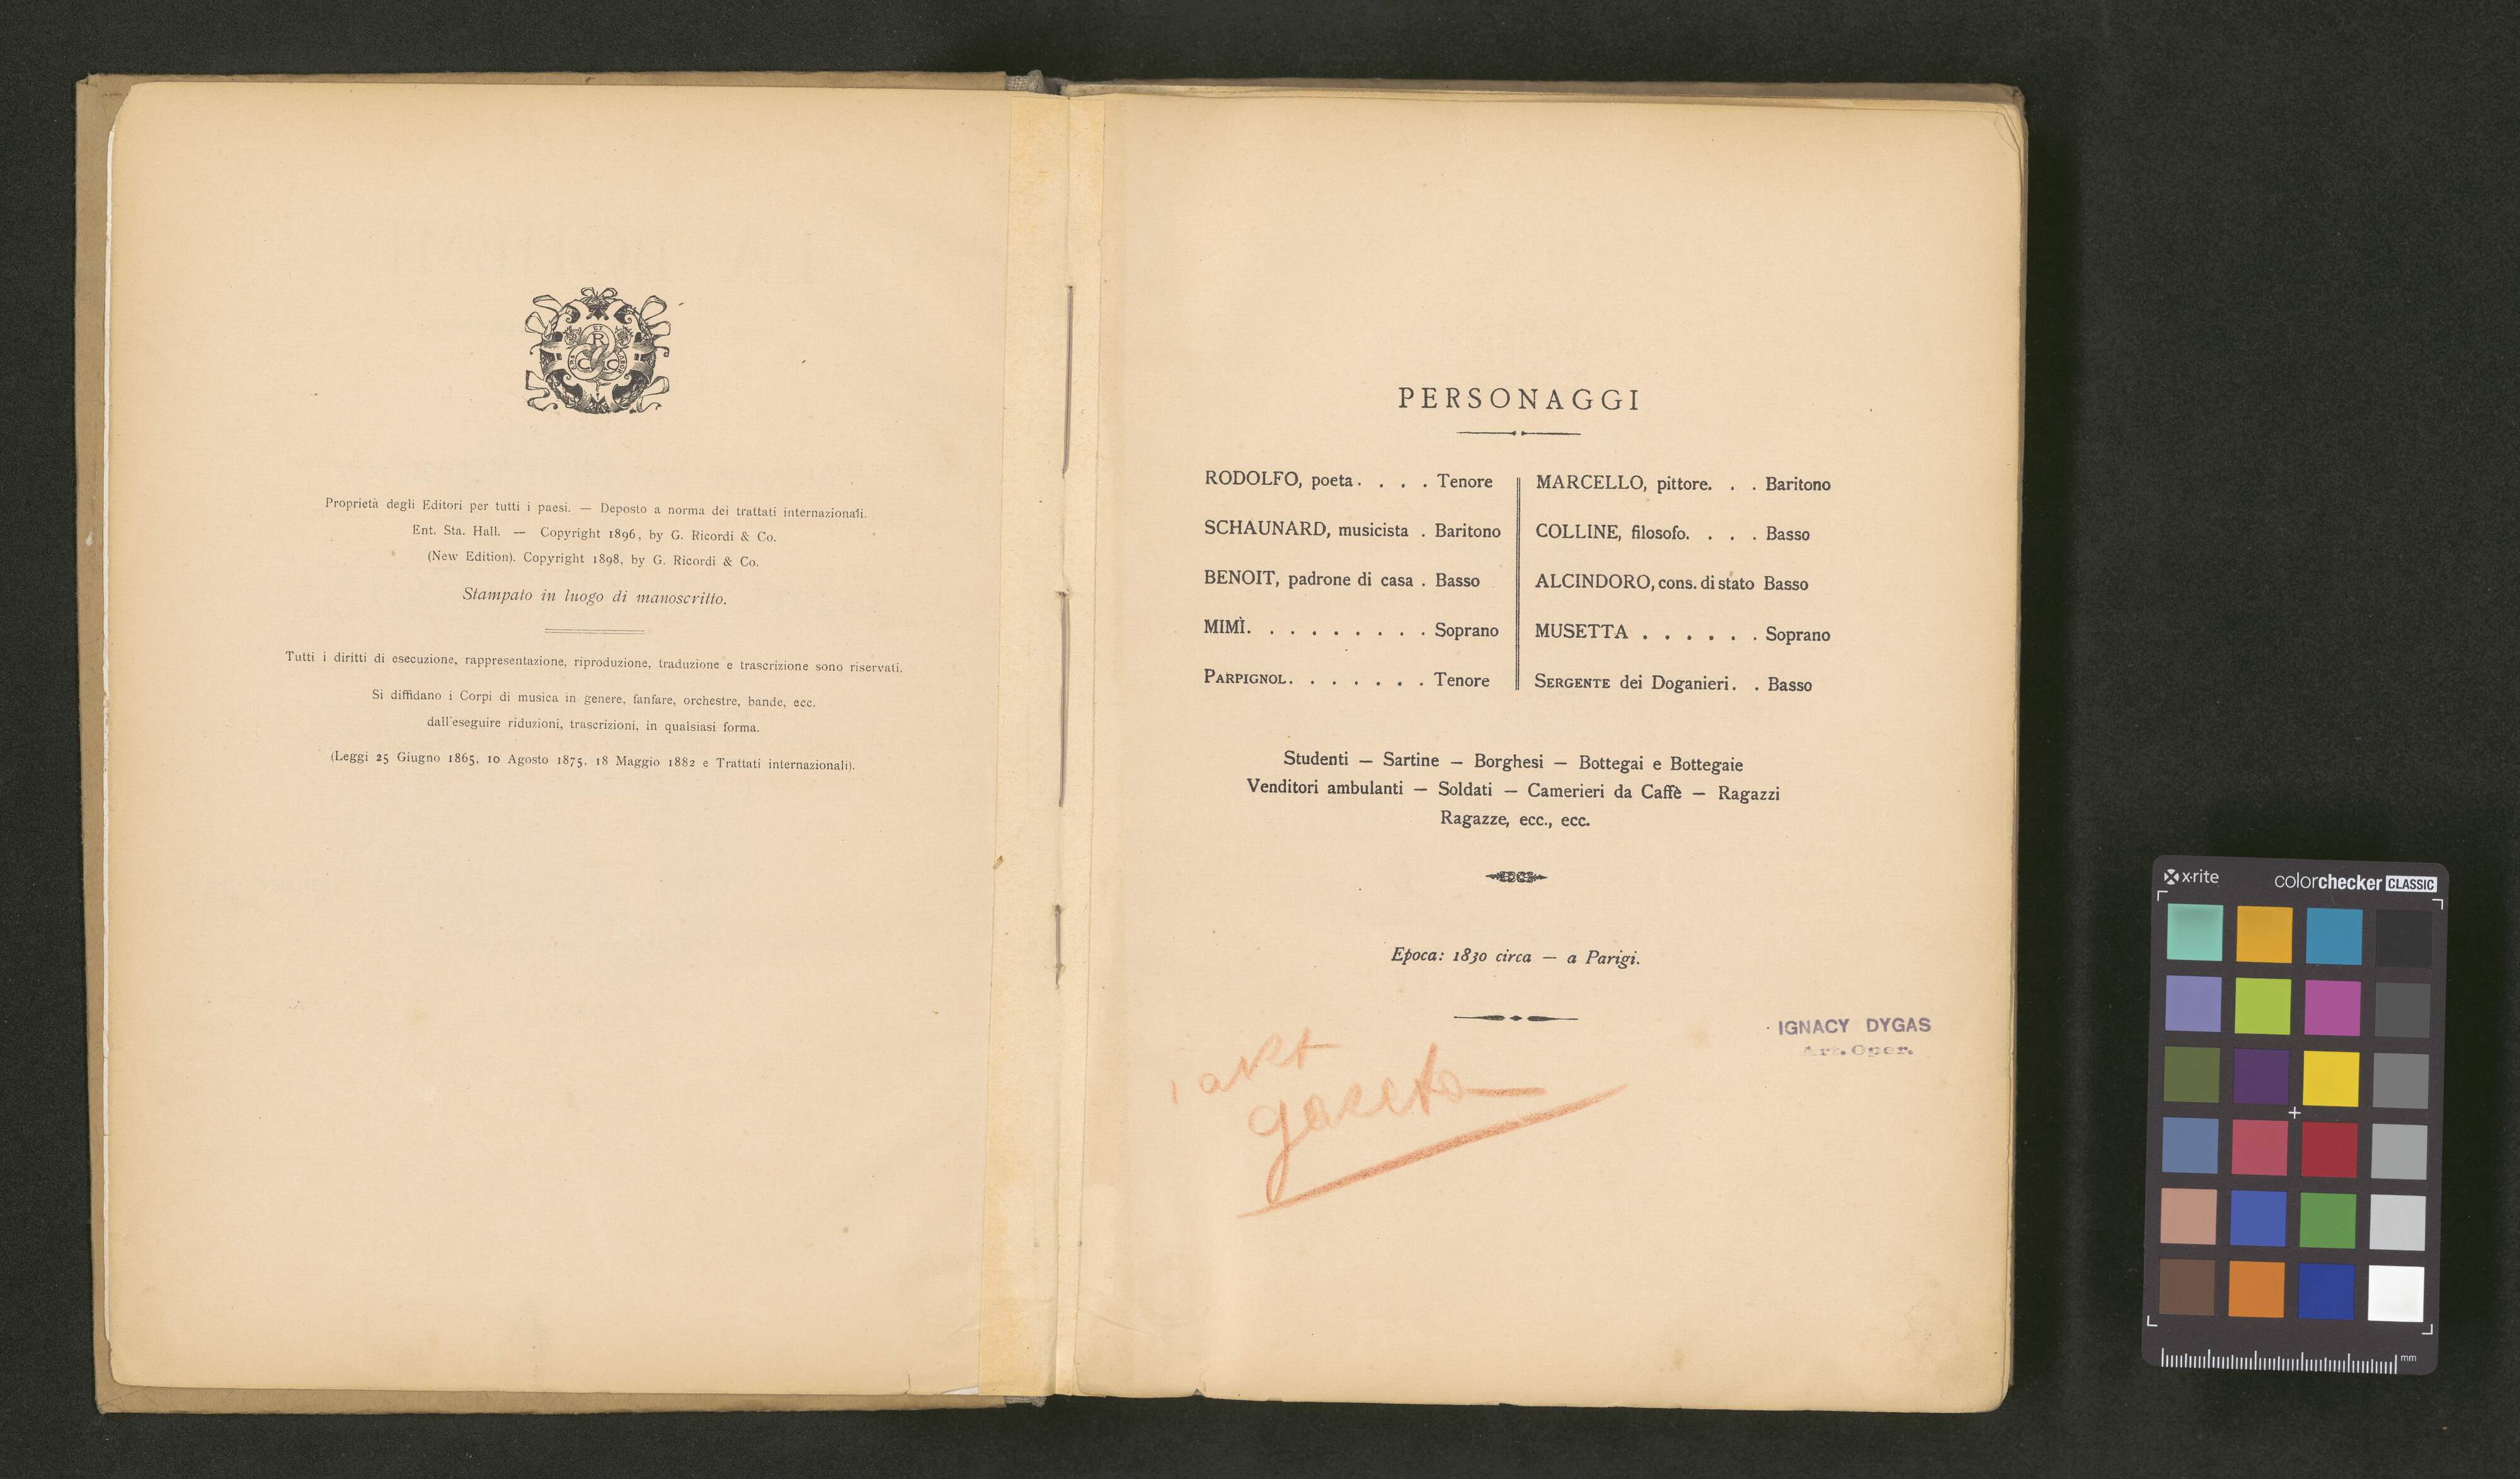 Proprietà degli Editori per tutti i paesi. — Deposto a norma dei trattati internazionali.
Ent. Sta. Hall. — Copyright 1896, by G. Ricordi & Co.
(New Edition). Copyright 1898, by G. Ricordi & Co.
Stampato in luogo di manoscritto.
Tutti i diritti di esecuzione, rappresentazione, riproduzione, traduzione e trascrizione sono riservati.
Si diffidano i Corpi di musica in genere, fanfare, orchestre, bande, ecc.
dall'eseguire riduzioni, trascrizioni, in qualsiasi forma.
(Leggi 25 Giugno 1865, 10 Agosto 1875, 18 Maggio 1882 e Trattati internazionali).
PERSONAGGI
RODOLFO, poeta. . . . Tenore
SCHAUNARD, musicista . Baritono
BENOIT, padrone di casa . Basso
MIMÌ. . . . . . . . . . Soprano
PARPIGNOL. . . . . . . Tenore
MARCELLO, pittore. . . Baritono
COLLINE, filosofo. . . . Basso
ALCINDORO, cons. di stato Basso
MUSETTA . . . . . . Soprano
SERGENTE dei Doganieri. . Basso
Studenti — Sartine — Borghesi — Bottegai e Bottegaie
Venditori ambulanti — Soldati — Camerieri da Caffè — Ragazzi
Ragazze, ecc., ecc.
Epoca: 1830 circa — a Parigi.
IGNACY DYGAS
Art. Oper.
1 akt
x·rite
colorchecker CLASSIC
mm